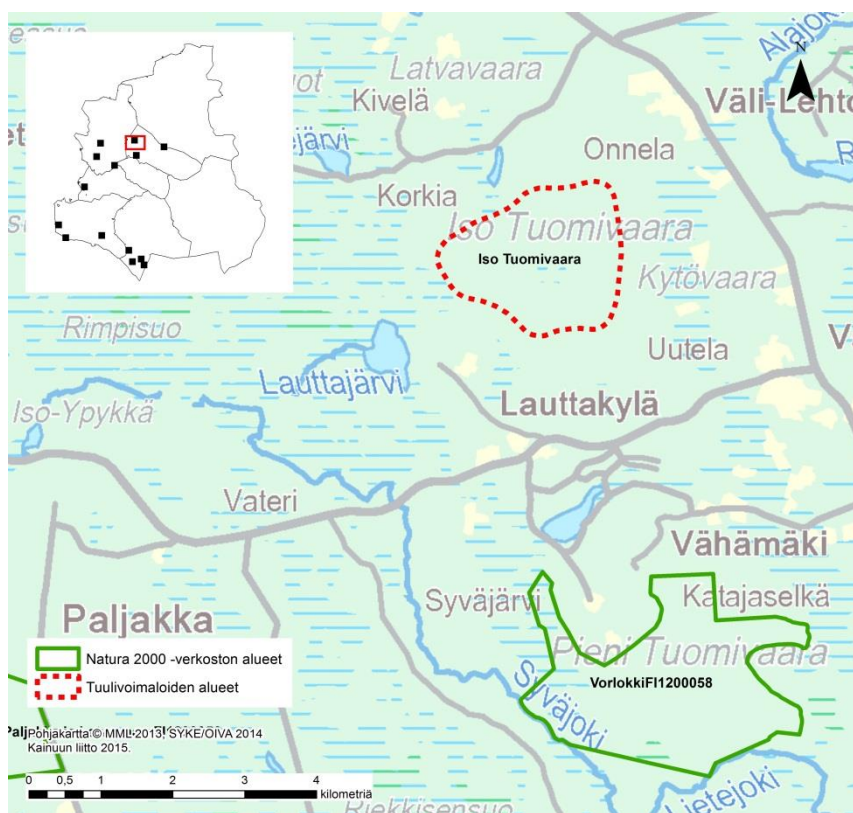 Latvavaara
Kivelä
Alajoki
Väli-Lehto
N
Onnela
Korkia
Iso Tuomivaara
Iso Tuomivaara
Kytövaara
Rimpisuo
Uutela
Lauttajärvi
Lauttakylä
Iso-Ypykkä
Vateri
Vähämäki
Syväjärvi
Katajaselkä
Paljakka
Pieni Tuomivaara
Natura 2000 -verkoston alueet
Tuulivoimaloiden alueet
VorlokkiFI1200058
Syväjoki
Pohjakartta © MML 2013, SYKE/OIVA 2014
Kainuun liitto 2015.
0 0,5 1 2 3 4
kilometriä
Riekkisensuo
Lietejoki